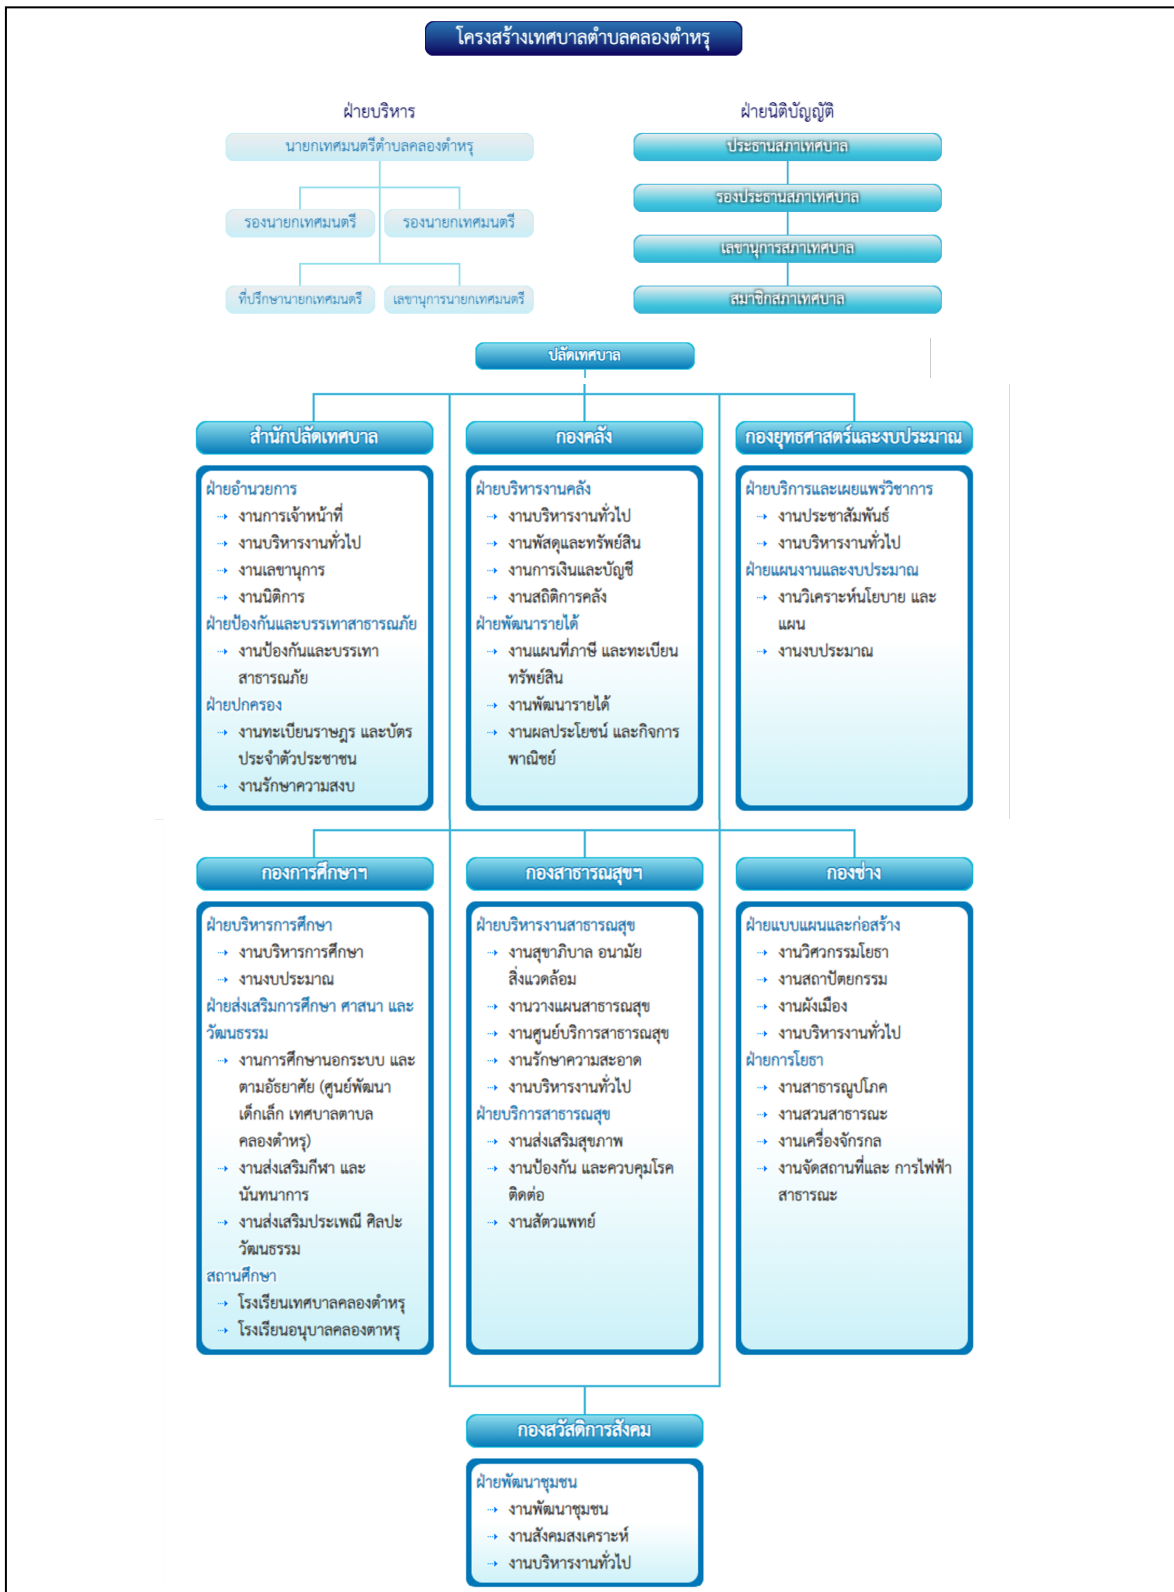 โครงสร้างเทศบาลตำบลคลองตำหรุ
ฝ่ายบริหาร
นายกเทศมนตรีตำบลคลองตำหรุ
รองนายกเทศมนตรี
รองนายกเทศมนตรี
ที่ปรึกษานายกเทศมนตรี
เลขานุการนายกเทศมนตรี
ฝ่ายนิติบัญญัติ
ประธานสภาเทศบาล
รองประธานสภาเทศบาล
เลขานุการสภาเทศบาล
สมาชิกสภาเทศบาล
ปลัดเทศบาล
สำนักปลัดเทศบาล
ฝ่ายอำนวยการ
งานการเจ้าหน้าที่
งานบริหารงานทั่วไป
งานเลขานุการ
งานนิติการ
ฝ่ายป้องกันและบรรเทาสาธารณภัย
งานป้องกันและบรรเทา
สาธารณภัย
ฝ่ายปกครอง
งานทะเบียนราษฎร และบัตร
ประจำตัวประชาชน
งานรักษาความสงบ
กองคลัง
ฝ่ายบริหารงานคลัง
งานบริหารงานทั่วไป
งานพัสดุและทรัพย์สิน
งานการเงินและบัญชี
งานสถิติการคลัง
ฝ่ายพัฒนารายได้
งานแผนที่ภาษี และทะเบียน
ทรัพย์สิน
งานพัฒนารายได้
งานผลประโยชน์ และกิจการ
พาณิชย์
กองยุทธศาสตร์และงบประมาณ
ฝ่ายบริการและเผยแพร่วิชาการ
งานประชาสัมพันธ์
งานบริหารงานทั่วไป
ฝ่ายแผนงานและงบประมาณ
งานวิเคราะห์นโยบาย และ
แผน
งานงบประมาณ
กองการศึกษาฯ
ฝ่ายบริหารการศึกษา
งานบริหารการศึกษา
งานงบประมาณ
ฝ่ายส่งเสริมการศึกษา ศาสนา และ
วัฒนธรรม
งานการศึกษานอกระบบ และ
ตามอัธยาศัย (ศูนย์พัฒนา
เด็กเล็ก เทศบาลตาบล
คลองตำหรุ)
งานส่งเสริมกีฬา และ
นันทนาการ
งานส่งเสริมประเพณี ศิลปะ
วัฒนธรรม
สถานศึกษา
โรงเรียนเทศบาลคลองตำหรุ
โรงเรียนอนุบาลคลองตาหรุ
กองสาธารณสุขฯ
ฝ่ายบริหารงานสาธารณสุข
งานสุขาภิบาล อนามัย
สิ่งแวดล้อม
งานวางแผนสาธารณสุข
งานศูนย์บริการสาธารณสุข
งานรักษาความสะอาด
งานบริหารงานทั่วไป
ฝ่ายบริการสาธารณสุข
งานส่งเสริมสุขภาพ
งานป้องกัน และควบคุมโรค
ติดต่อ
งานสัตวแพทย์
กองช่าง
ฝ่ายแบบแผนและก่อสร้าง
งานวิศวกรรมโยธา
งานสถาปัตยกรรม
งานผังเมือง
งานบริหารงานทั่วไป
ฝ่ายการโยธา
งานสาธารณูปโภค
งานสวนสาธารณะ
งานเครื่องจักรกล
งานจัดสถานที่และ การไฟฟ้า
สาธารณะ
กองสวัสดิการสังคม
ฝ่ายพัฒนาชุมชน
งานพัฒนาชุมชน
งานสังคมสงเคราะห์
งานบริหารงานทั่วไป